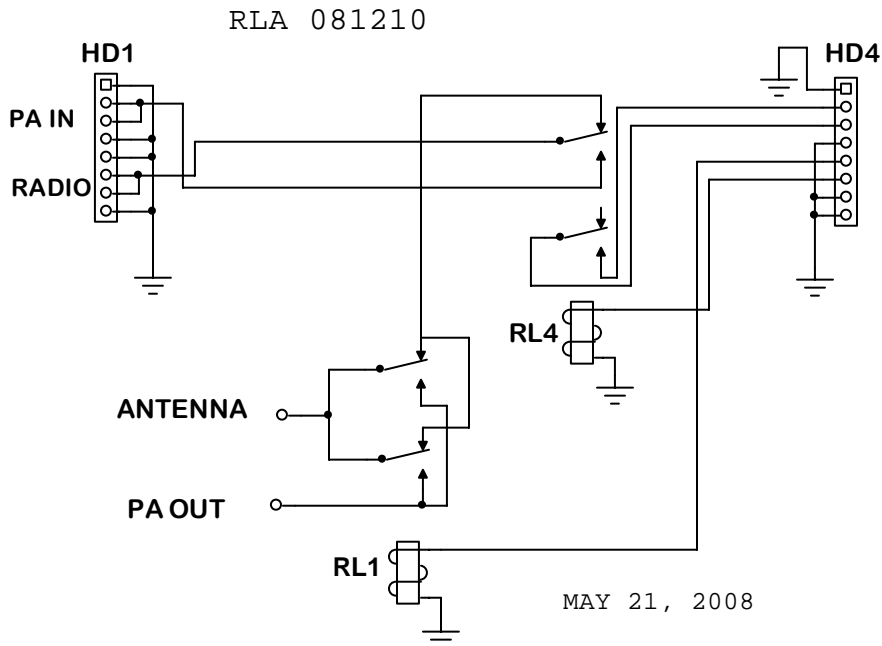 RLA 081210
HD1
HD4
PA IN
RADIO
RL4
ANTENNA
PA OUT
RL1
MAY 21, 2008